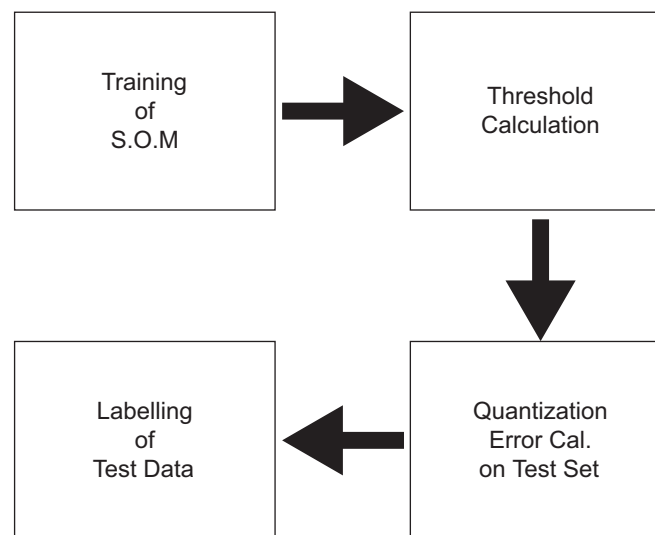 Training
of
S.O.M
Threshold
Calculation
Quantization
Error Cal.
on Test Set
Labelling
of
Test Data